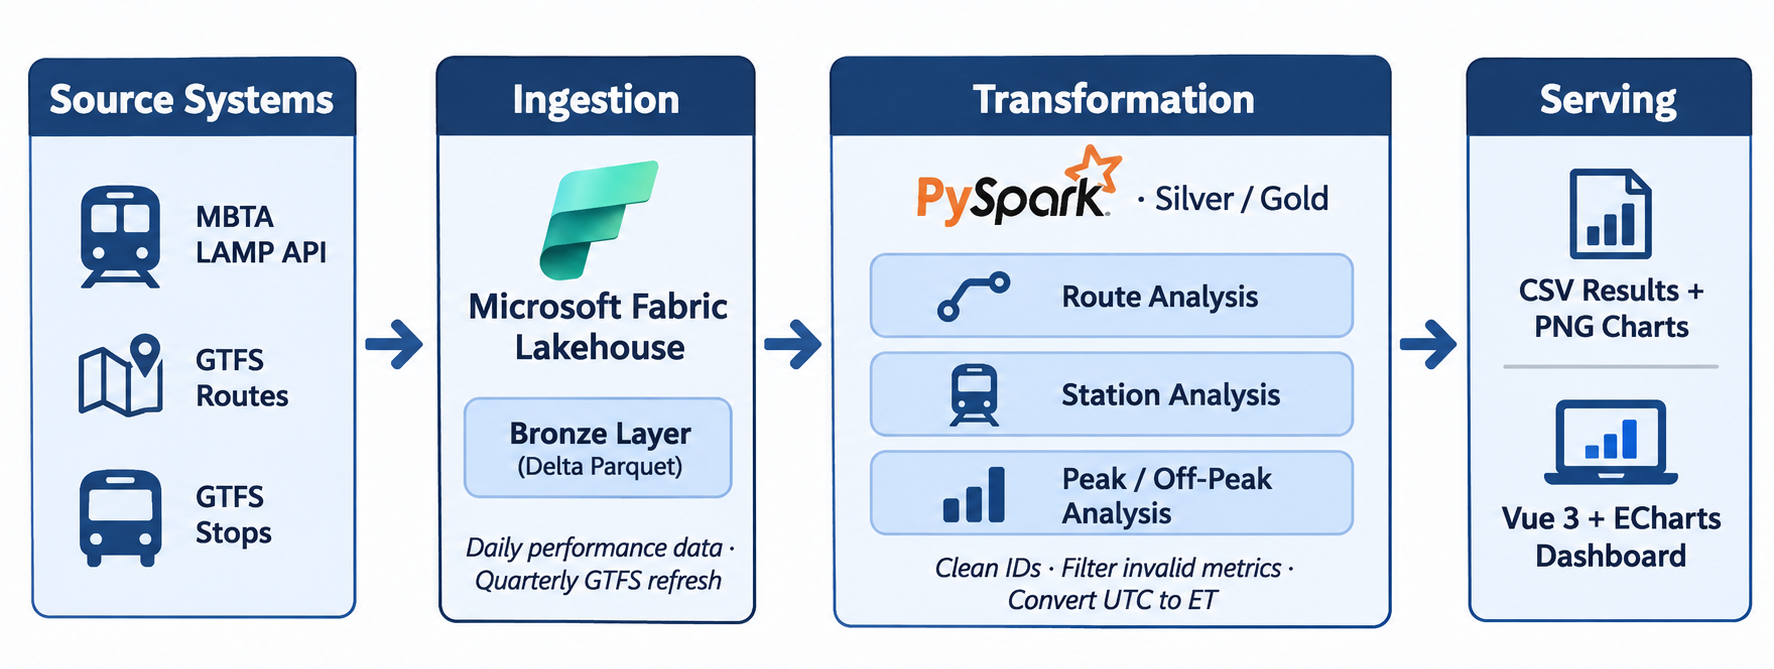 Source Systems
MBTA
LAMP API
GTFS
Routes
GTFS
Stops
Ingestion
Microsoft Fabric
Lakehouse
Bronze Layer
(Delta Parquet)
Daily performance data ·
Quarterly GTFS refresh
Transformation
PySpark · Silver / Gold
Route Analysis
Station Analysis
Peak / Off-Peak
Analysis
Clean IDs · Filter invalid metrics ·
Convert UTC to ET
Serving
CSV Results +
PNG Charts
Vue 3 + ECharts
Dashboard